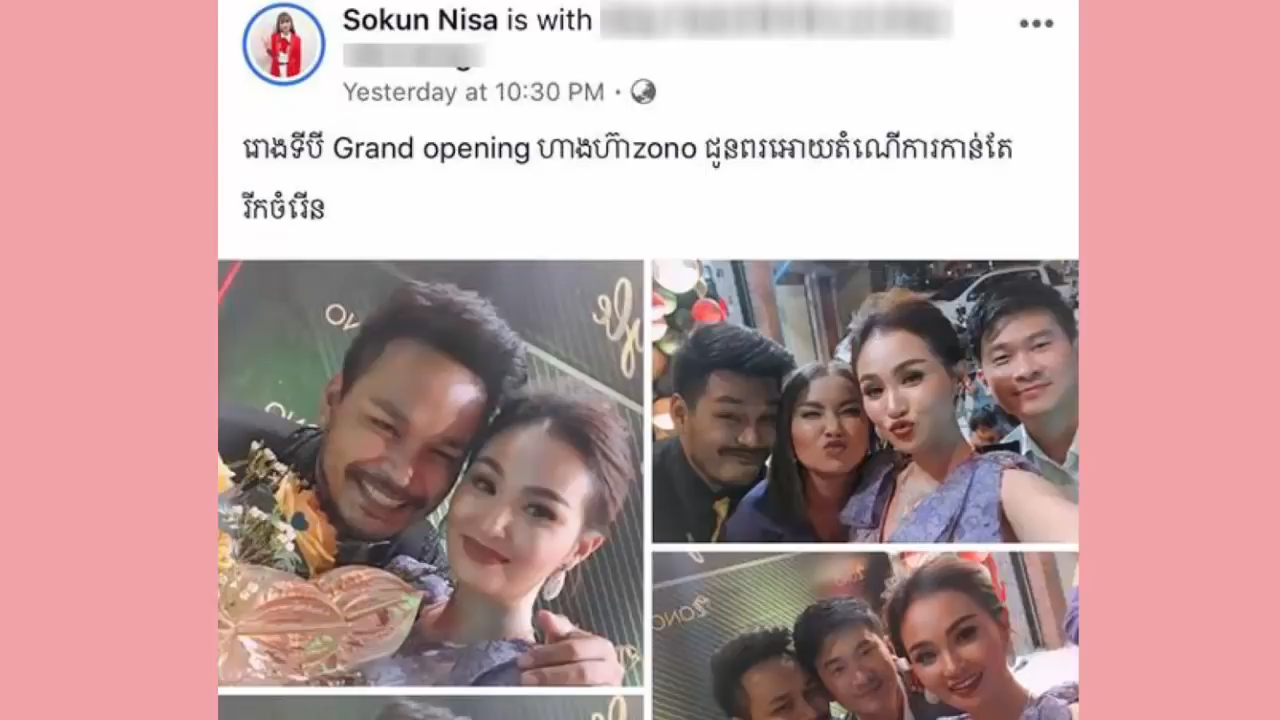 Sokun Nisa is with
Yesterday at 10:30 PM ·
រោងទីបី Grand opening ហាងហ៊ាzono ជូនពរអោយតំណើការកាន់តែ
រីកចំរើន